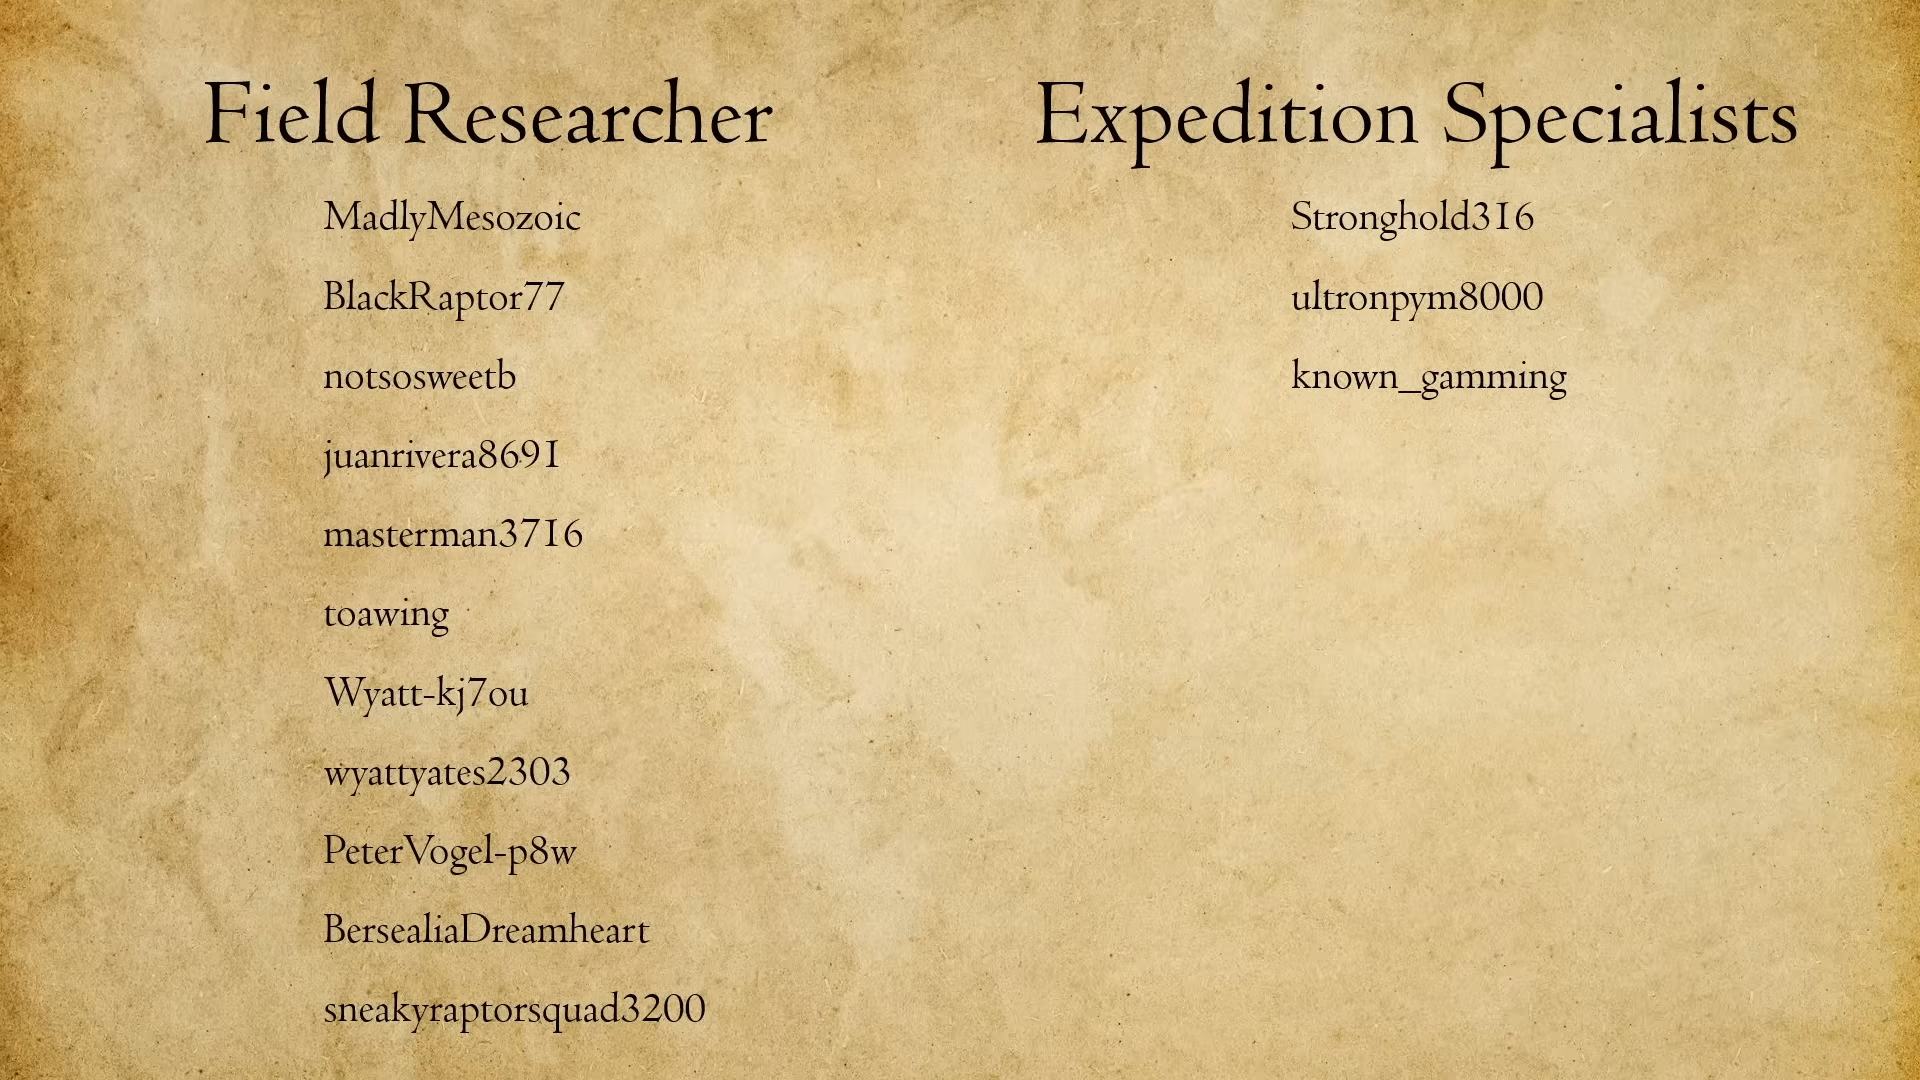 Field Researcher
MadlyMesozoic
BlackRaptor77
notsosweetb
juanrivera8691
masterman3716
toawing
Wyatt-kj7ou
wyattyates2303
PeterVogel-p8w
BersealiaDreamheart
sneakyraptorsquad3200
Expedition Specialists
Stronghold316
ultronpym8000
known_gamming